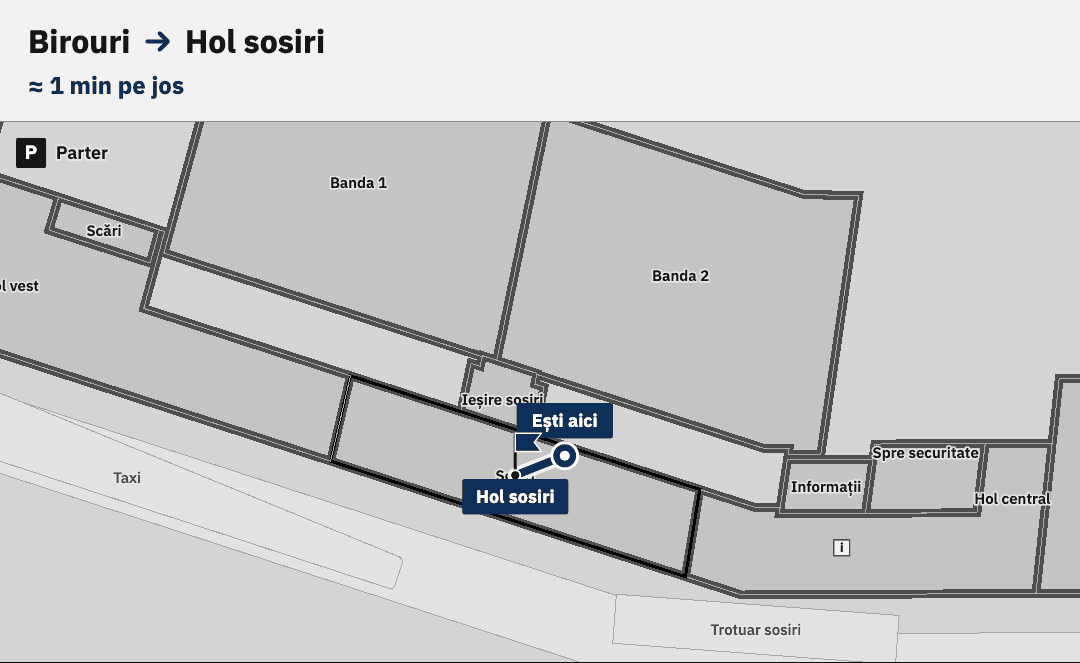 Birouri → Hol sosiri
≈ 1 min pe jos
P Parter
Banda 1
Scări
Banda 2
vest
Ieșire sosiri
Ești aici
Spre securitate
Informații
Hol sosiri
Hol central
Taxi
i
Trotuar sosiri